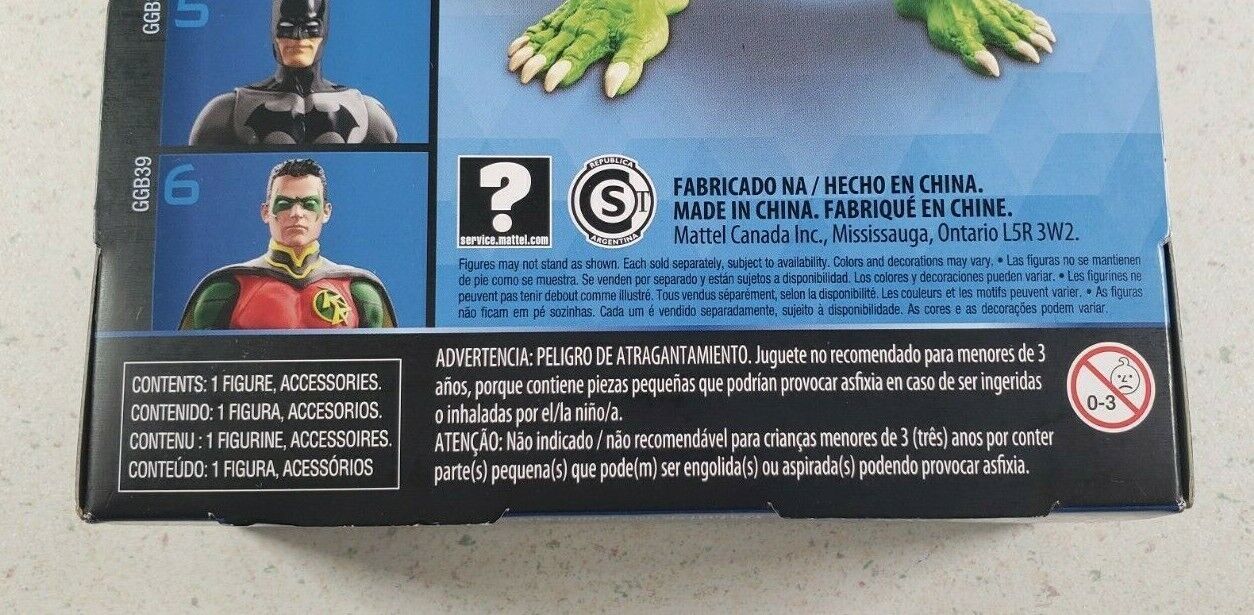 GGB
5
GGB39
6
?
service.mattel.com
REPUBLICA
ARGENTINA
FABRICADO NA / HECHO EN CHINA.
MADE IN CHINA. FABRIQUÉ EN CHINE.
Mattel Canada Inc., Mississauga, Ontario L5R 3W2.
Figures may not stand as shown. Each sold separately, subject to availability. Colors and decorations may vary. • Las figuras no se mantienen
de pie como se muestra. Se venden por separado y están sujetos a disponibilidad. Los colores y decoraciones pueden variar. • Les figurines ne
peuvent pas tenir debout comme illustré. Tous vendus séparément, selon la disponibilité. Les couleurs et les motifs peuvent varier. • As figuras
não ficam em pé sozinhas. Cada um é vendido separadamente, sujeito à disponibilidade. As cores e as decorações podem variar.
CONTENTS: 1 FIGURE, ACCESSORIES.
CONTENIDO: 1 FIGURA, ACCESORIOS.
CONTENU : 1 FIGURINE, ACCESSOIRES.
CONTEÚDO: 1 FIGURA, ACESSÓRIOS
ADVERTENCIA: PELIGRO DE ATRAGANTAMIENTO. Juguete no recomendado para menores de 3
años, porque contiene piezas pequeñas que podrían provocar asfixia en caso de ser ingeridas
o inhaladas por el/la niño/a.
ATENÇÃO: Não indicado / não recomendável para crianças menores de 3 (três) anos por conter
parte(s) pequena(s) que pode(m) ser engolida(s) ou aspirada(s) podendo provocar asfixia.
0-3